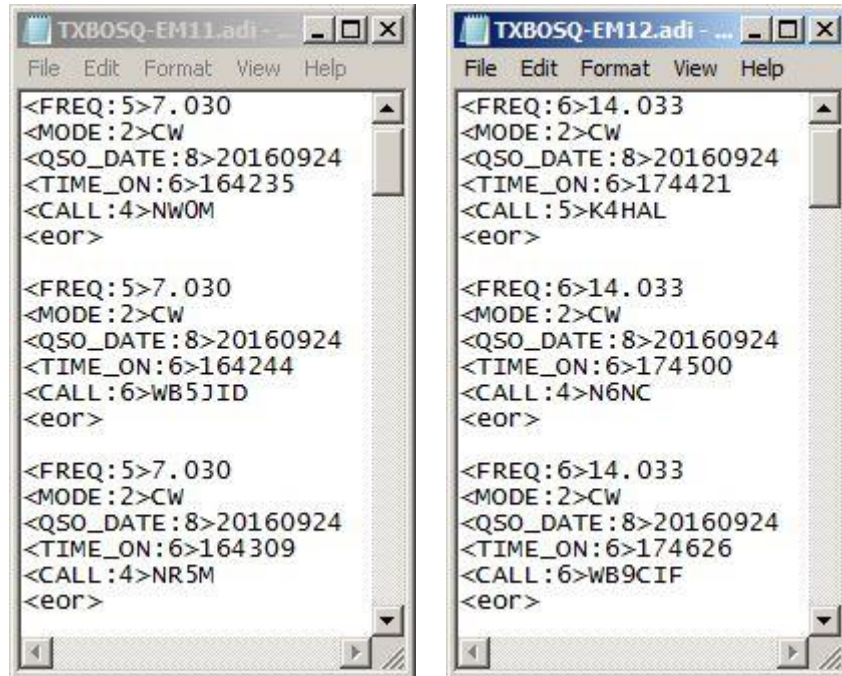 TXBOSQ-EM11.adi - ...
File Edit Format View Help
<FREQ:5>7.030
<MODE:2>CW
<QSO_DATE:8>20160924
<TIME_ON:6>164235
<CALL:4>NW0M
<eor>
<FREQ:5>7.030
<MODE:2>CW
<QSO_DATE:8>20160924
<TIME_ON:6>164244
<CALL:6>WB5JID
<eor>
<FREQ:5>7.030
<MODE:2>CW
<QSO_DATE:8>20160924
<TIME_ON:6>164309
<CALL:4>NR5M
<eor>
TXBOSQ-EM12.adi - ...
File Edit Format View Help
<FREQ:6>14.033
<MODE:2>CW
<QSO_DATE:8>20160924
<TIME_ON:6>174421
<CALL:5>K4HAL
<eor>
<FREQ:6>14.033
<MODE:2>CW
<QSO_DATE:8>20160924
<TIME_ON:6>174500
<CALL:4>N6NC
<eor>
<FREQ:6>14.033
<MODE:2>CW
<QSO_DATE:8>20160924
<TIME_ON:6>174626
<CALL:6>WB9CIF
<eor>